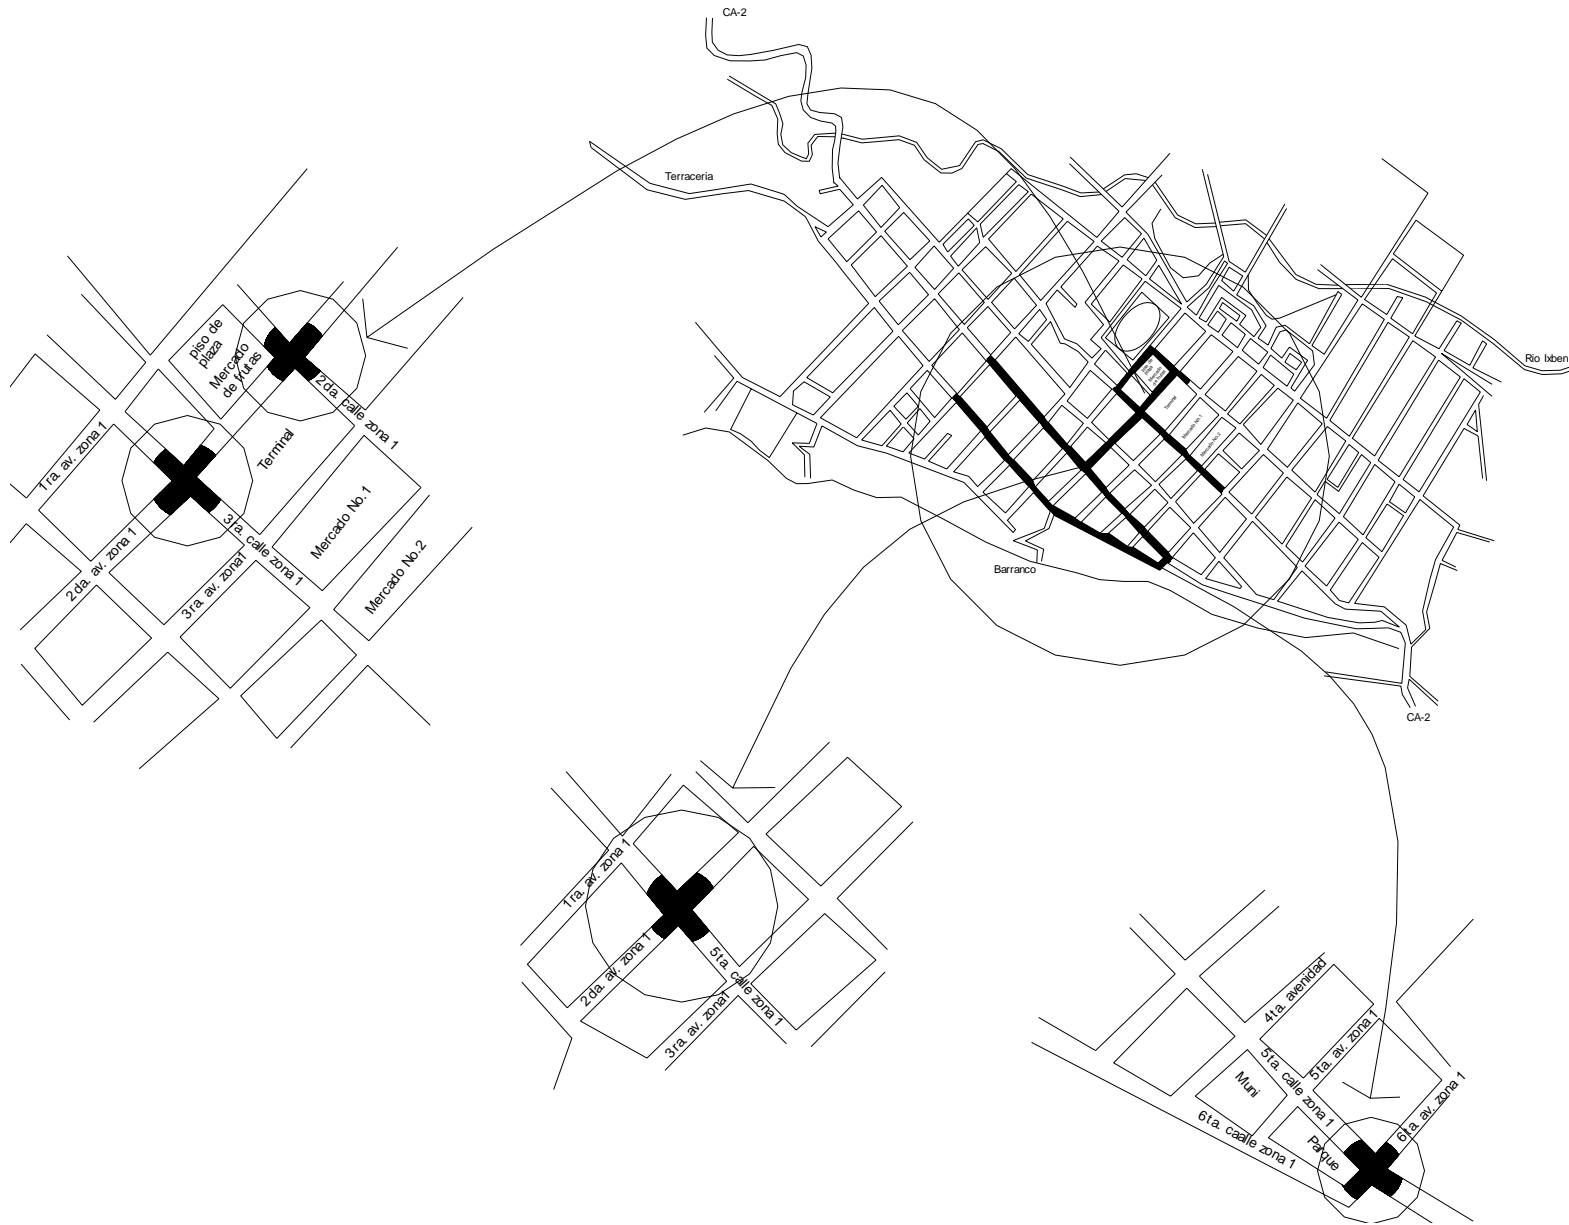 CA-2
Terraceria
Rio Ixben
Terminal
Mercado No.1
Mercado No.2
Barranco
CA-2
piso de
plaza
Mercado
de frutas
2da. calle zona 1
1ra. av. zona 1
Terminal
Mercado No.1
3ra. calle zona 1
2da. av. zona 1
3ra. av. zona1
Mercado No.2
1ra. av. zona 1
2da. av. zona 1
5ta. calle zona 1
3ra. av. zona1
4ta. avenidad
5ta. av. zona 1
5ta. calle zona 1
Muni
6ta. av. zona 1
6ta. caalle zona 1
Parque